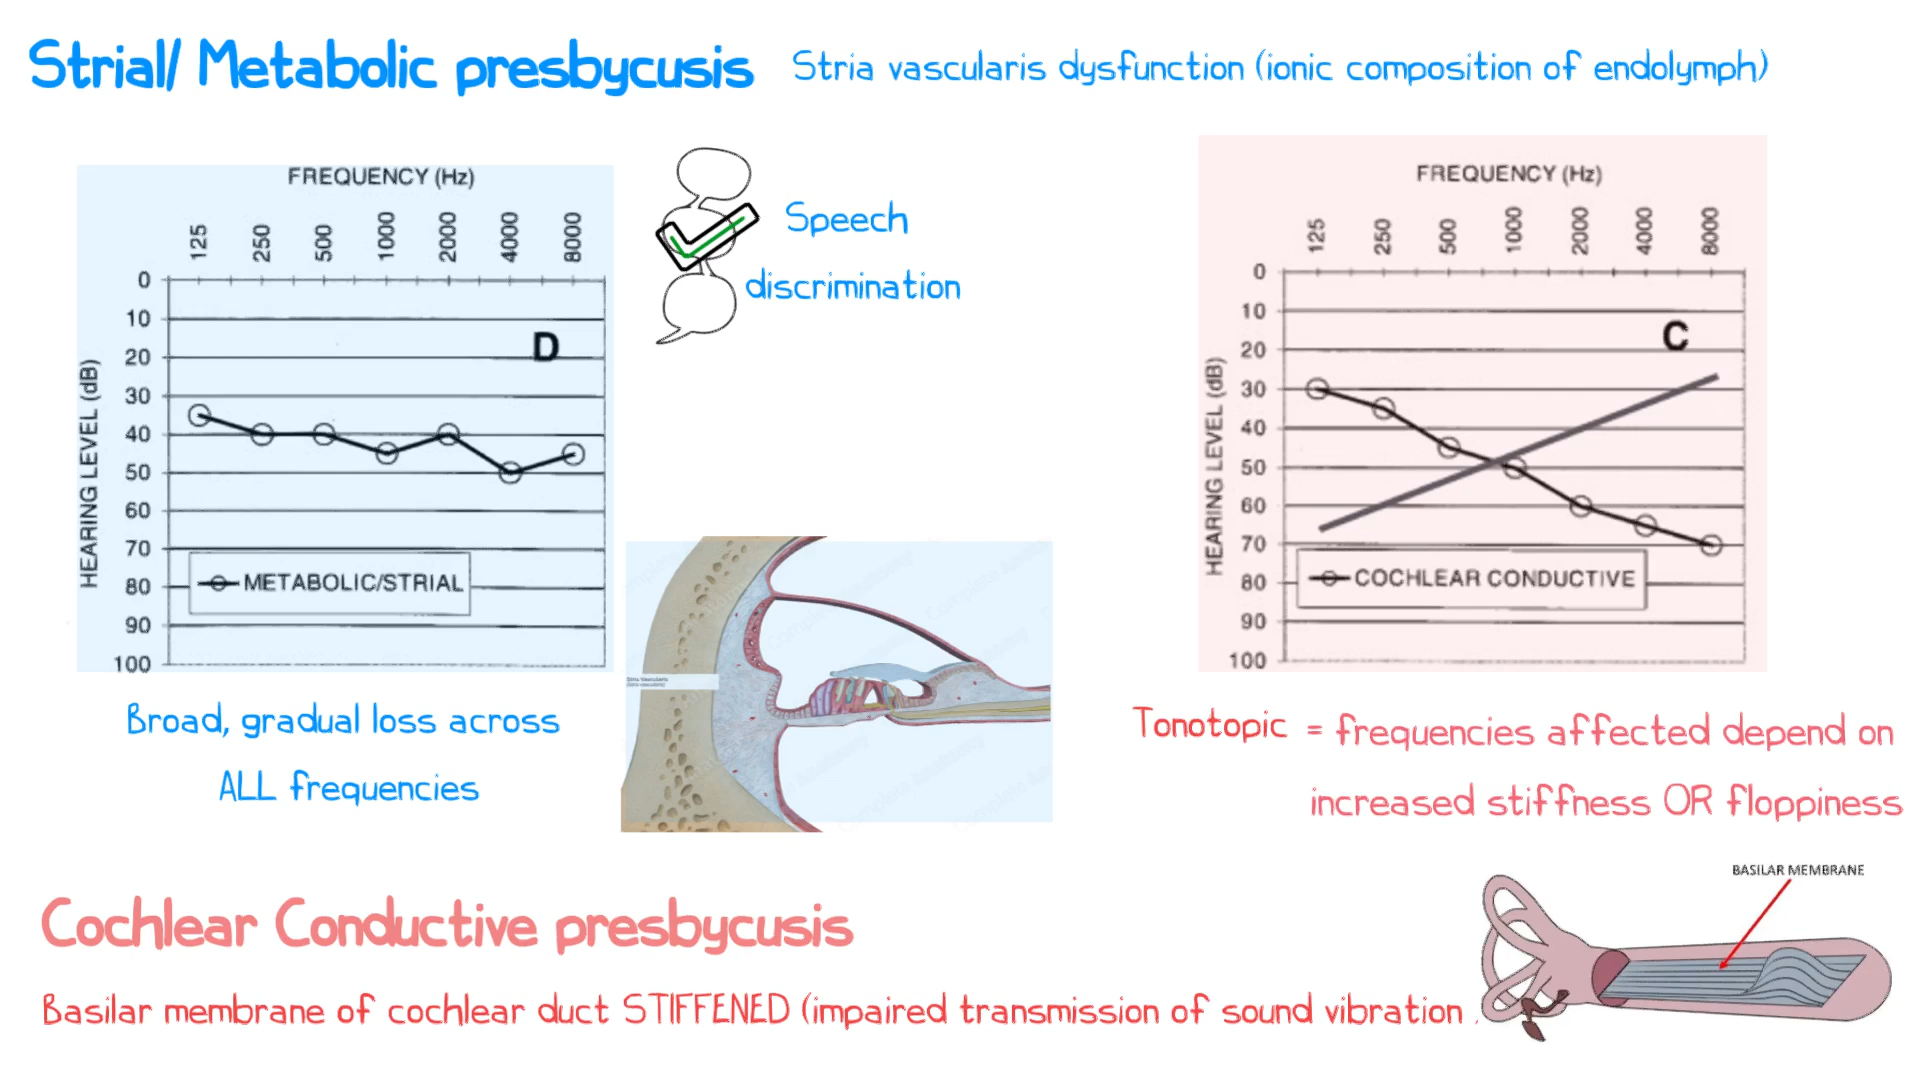 Strial/ Metabolic presbycusis
Stria vascularis dysfunction (ionic composition of endolymph)
FREQUENCY (Hz)
125 250 500 1000 2000 4000 8000
HEARING LEVEL (dB)
0
10
20
30
40
50
60
70
80
90
100
D
METABOLIC/STRIAL
Speech
discrimination
FREQUENCY (Hz)
125 250 500 1000 2000 4000 8000
HEARING LEVEL (dB)
0
10
20
30
40
50
60
70
80
90
100
C
COCHLEAR CONDUCTIVE
Broad, gradual loss across
ALL frequencies
Stria Vascularis
(Stria vascularis)
Tonotopic = frequencies affected depend on
increased stiffness OR floppiness
BASILAR MEMBRANE
Cochlear Conductive presbycusis
Basilar membrane of cochlear duct STIFFENED (impaired transmission of sound vibration